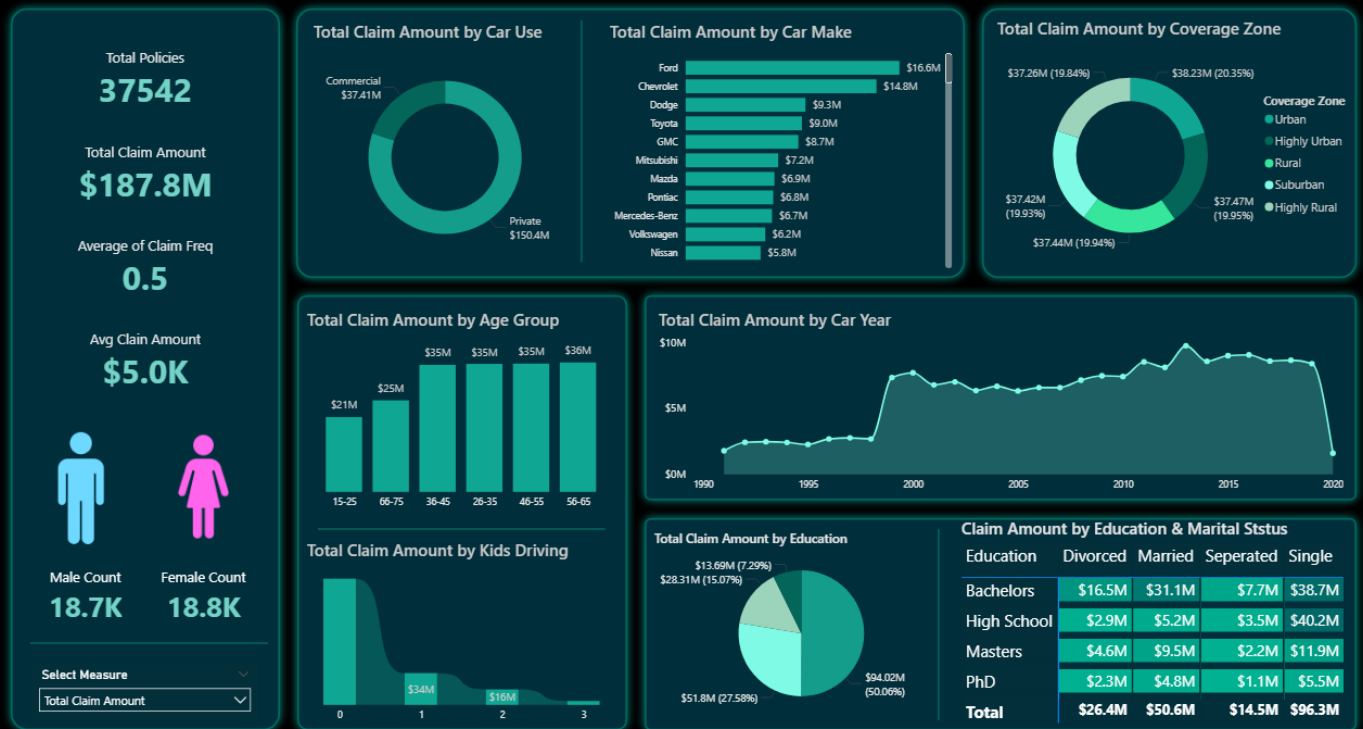 Total Policies
37542
Total Claim Amount
$187.8M
Average of Claim Freq
0.5
Avg Clain Amount
$5.0K
Male Count
18.7K
Female Count
18.8K
Select Measure
Total Claim Amount
Total Claim Amount by Car Use
Commercial
$37.41M
Private
$150.4M
Total Claim Amount by Car Make
Ford $16.6M
Chevrolet $14.8M
Dodge $9.3M
Toyota $9.0M
GMC $8.7M
Mitsubishi $7.2M
Mazda $6.9M
Pontiac $6.8M
Mercedes-Benz $6.7M
Volkswagen $6.2M
Nissan $5.8M
Total Claim Amount by Coverage Zone
$37.26M (19.84%)
$38.23M (20.35%)
$37.42M
(19.93%)
$37.47M
(19.95%)
$37.44M (19.94%)
Coverage Zone
Urban
Highly Urban
Rural
Suburban
Highly Rural
Total Claim Amount by Age Group
$21M $25M $35M $35M $35M $36M
15-25 66-75 36-45 26-35 46-55 56-65
Total Claim Amount by Kids Driving
$34M $16M
0 1 2 3
Total Claim Amount by Car Year
$10M
$5M
$0M
1990 1995 2000 2005 2010 2015 2020
Total Claim Amount by Education
$13.69M (7.29%)
$28.31M (15.07%)
$51.8M (27.58%)
$94.02M
(50.06%)
Claim Amount by Education & Marital Ststus
Education Divorced Married Seperated Single
Bachelors $16.5M $31.1M $7.7M $38.7M
High School $2.9M $5.2M $3.5M $40.2M
Masters $4.6M $9.5M $2.2M $11.9M
PhD $2.3M $4.8M $1.1M $5.5M
Total $26.4M $50.6M $14.5M $96.3M